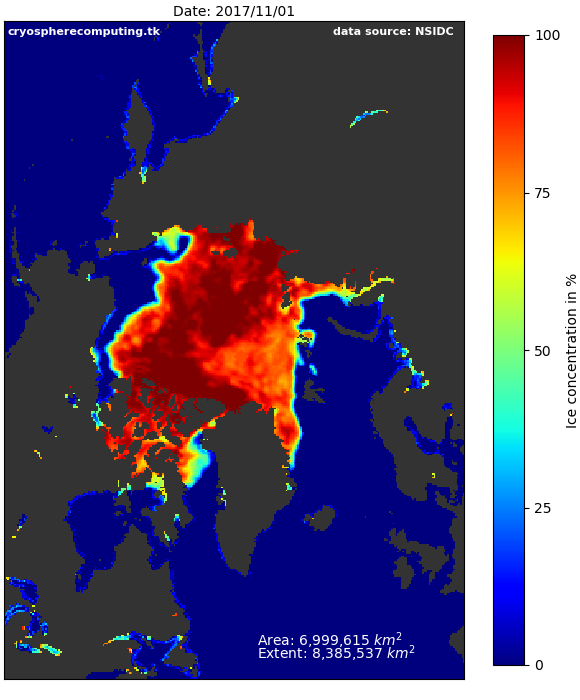 Date: 2017/11/01
cryospherecomputing.tk
data source: NSIDC
100
75
50
25
0
Ice concentration in %
Area: 6,999,615 km²
Extent: 8,385,537 km²